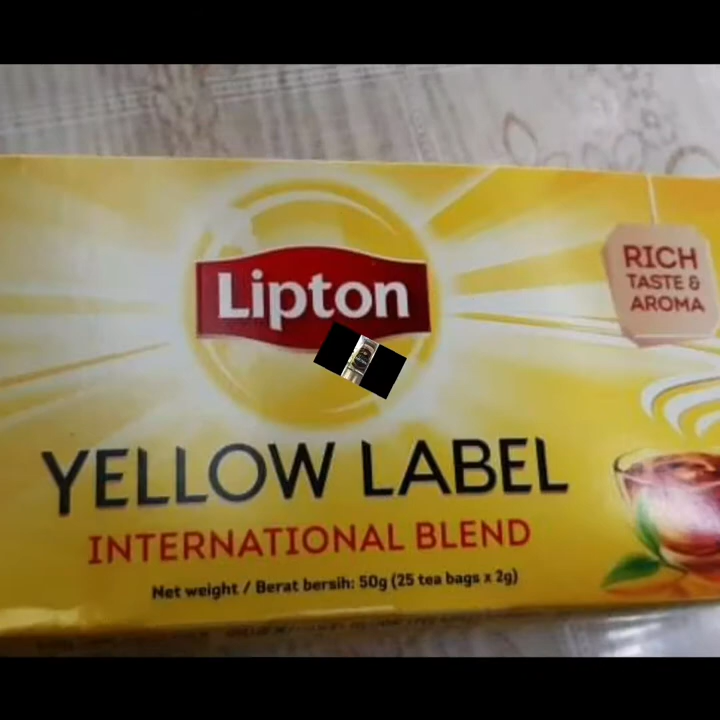 Lipton
RICH
TASTE &
AROMA
YELLOW LABEL
INTERNATIONAL BLEND
Net weight / Berat bersih: 50g (25 tea bags x 2g)